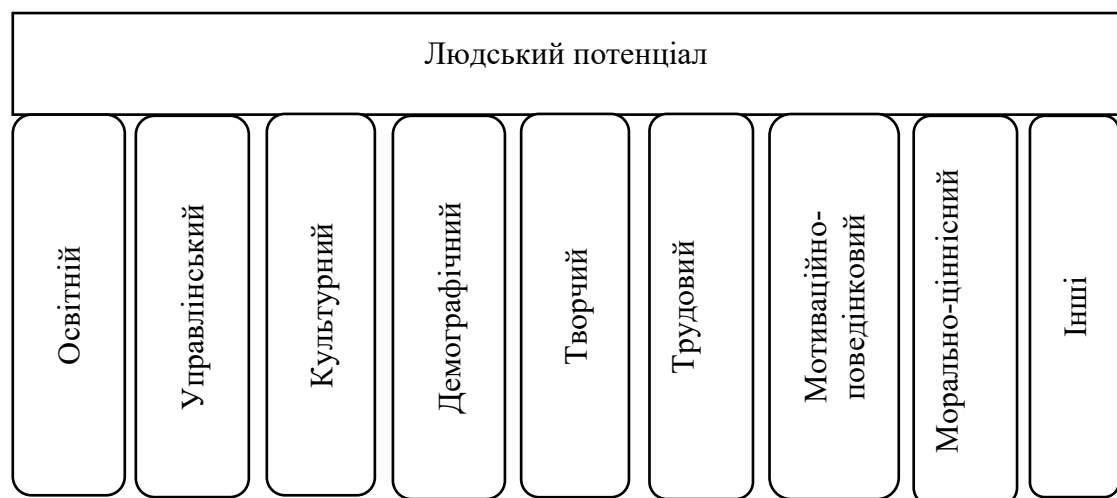 Людський потенціал
Освітній
Управлінський
Культурний
Демографічний
Творчий
Трудовий
Мотиваційно-
поведінковий
Морально-ціннісний
Інші